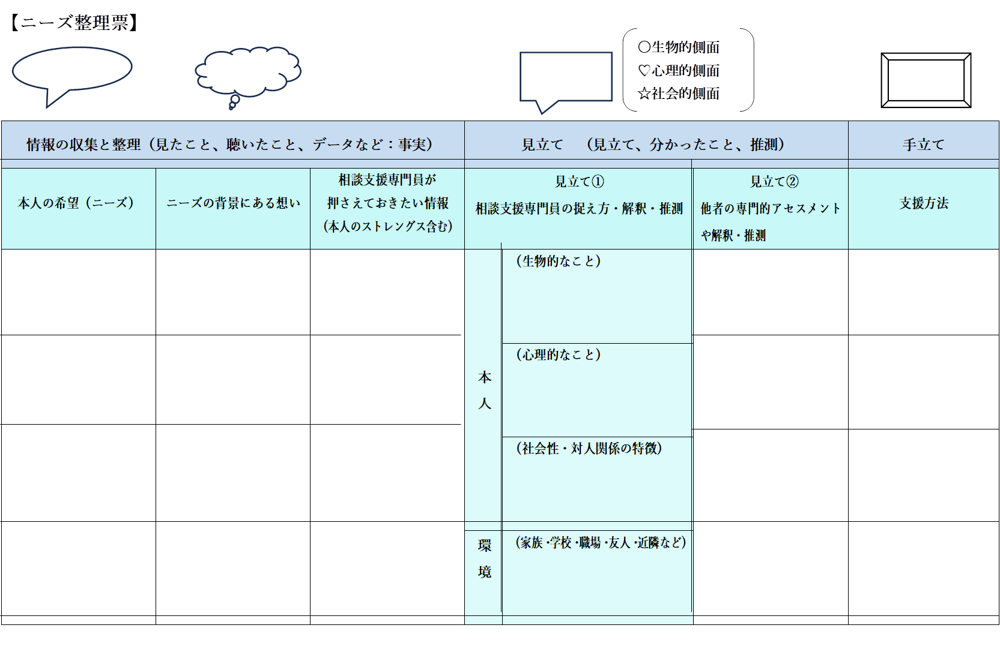 【ニーズ整理票】
〇生物的側面
♡心理的側面
☆社会的側面
情報の収集と整理（見たこと、聴いたこと、データなど：事実）
見立て　（見立て、分かったこと、推測）
手立て
本人の希望（ニーズ）
ニーズの背景にある想い
相談支援専門員が
押さえておきたい情報
（本人のストレングス含む）
見立て①
相談支援専門員の捉え方・解釈・推測
見立て②
他者の専門的アセスメント
や解釈・推測
支援方法
本人
（生物的なこと）
（心理的なこと）
（社会性・対人関係の特徴）
環境
（家族・学校・職場・友人・近隣など）